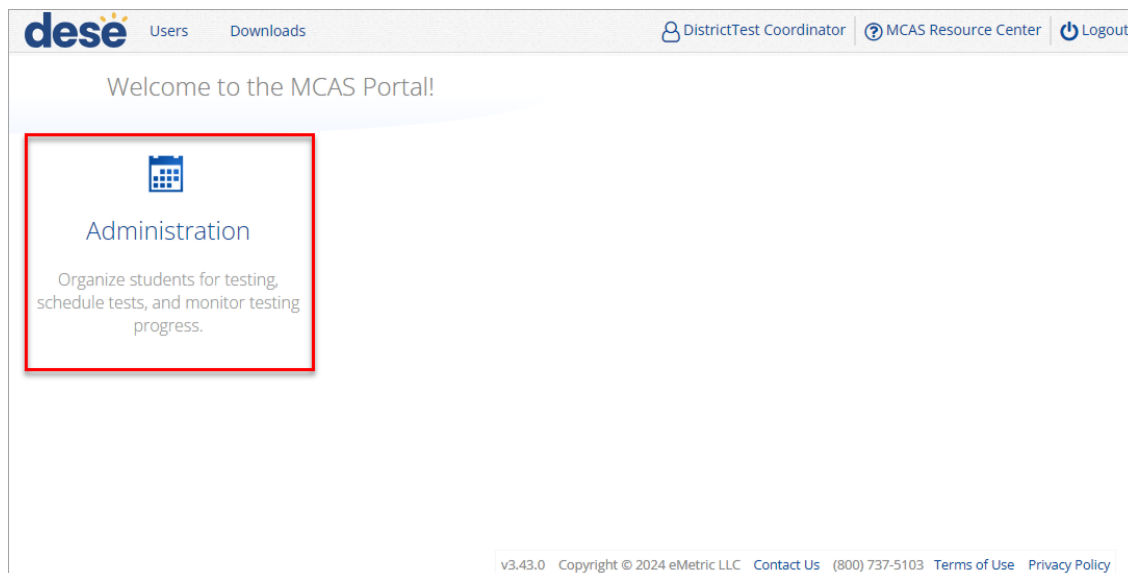 dese Users Downloads DistrictTest Coordinator MCAS Resource Center Logout
Welcome to the MCAS Portal!
Administration
Organize students for testing,
schedule tests, and monitor testing
progress.
v3.43.0 Copyright © 2024 eMetric LLC Contact Us (800) 737-5103 Terms of Use Privacy Policy